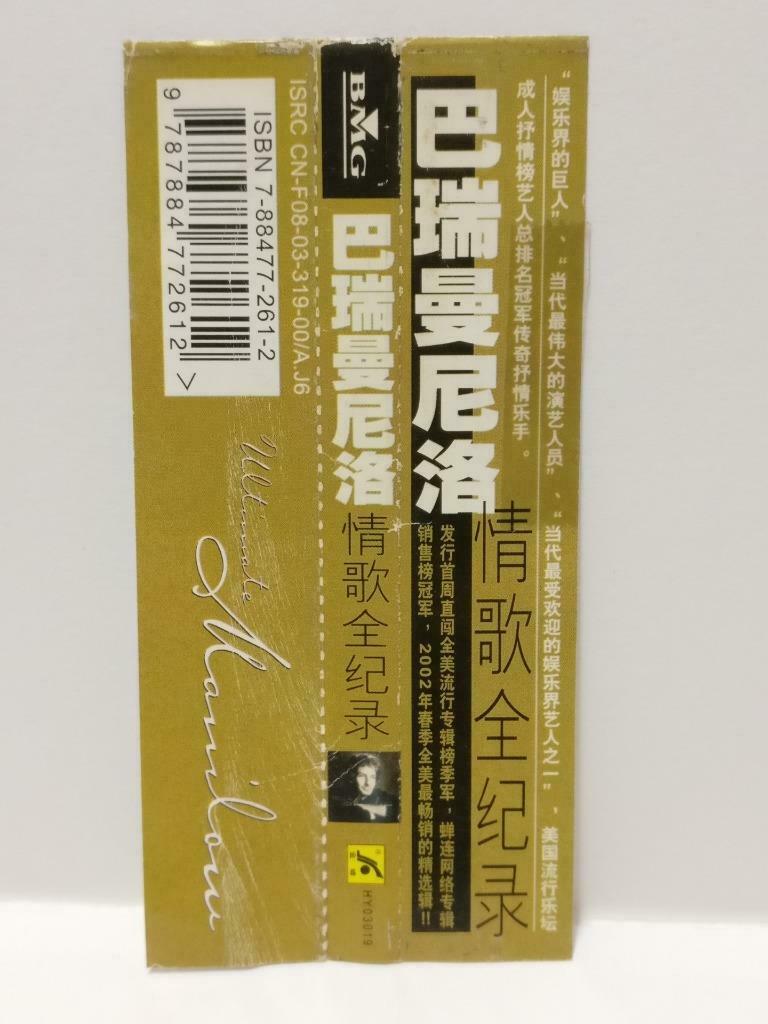 “娱乐界的巨人”、“当代最伟大的演艺人员”、“当代最受欢迎的娱乐界艺人之一”，美国流行乐坛
成人抒情榜艺人总排名冠军传奇抒情乐手。
巴瑞曼尼洛
情歌全纪录
发行首周直闯全美流行专辑榜季军，蝉连网络专辑
销售榜冠军，2002年春季全美最畅销的精选辑!!
BMG
巴瑞曼尼洛
情歌全纪录
HY03019
ISRC CN-F08-03-319-00/A.J6
ISBN 7-88477-261-2
9 787884 772612 >
Ultimate
Manilow